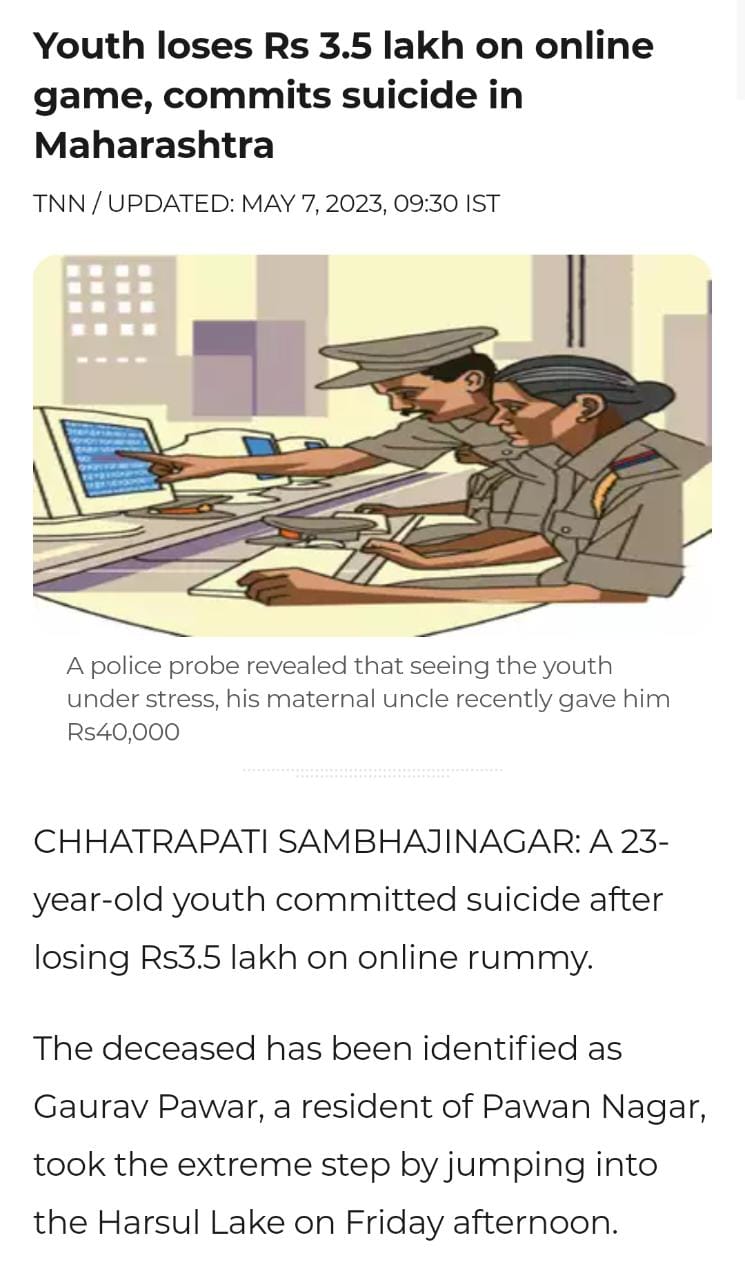 Youth loses Rs 3.5 lakh on online
game, commits suicide in
Maharashtra
TNN / UPDATED: MAY 7, 2023, 09:30 IST
A police probe revealed that seeing the youth
under stress, his maternal uncle recently gave him
Rs40,000
CHHATRAPATI SAMBHAJINAGAR: A 23-
year-old youth committed suicide after
losing Rs3.5 lakh on online rummy.
The deceased has been identified as
Gaurav Pawar, a resident of Pawan Nagar,
took the extreme step by jumping into
the Harsul Lake on Friday afternoon.